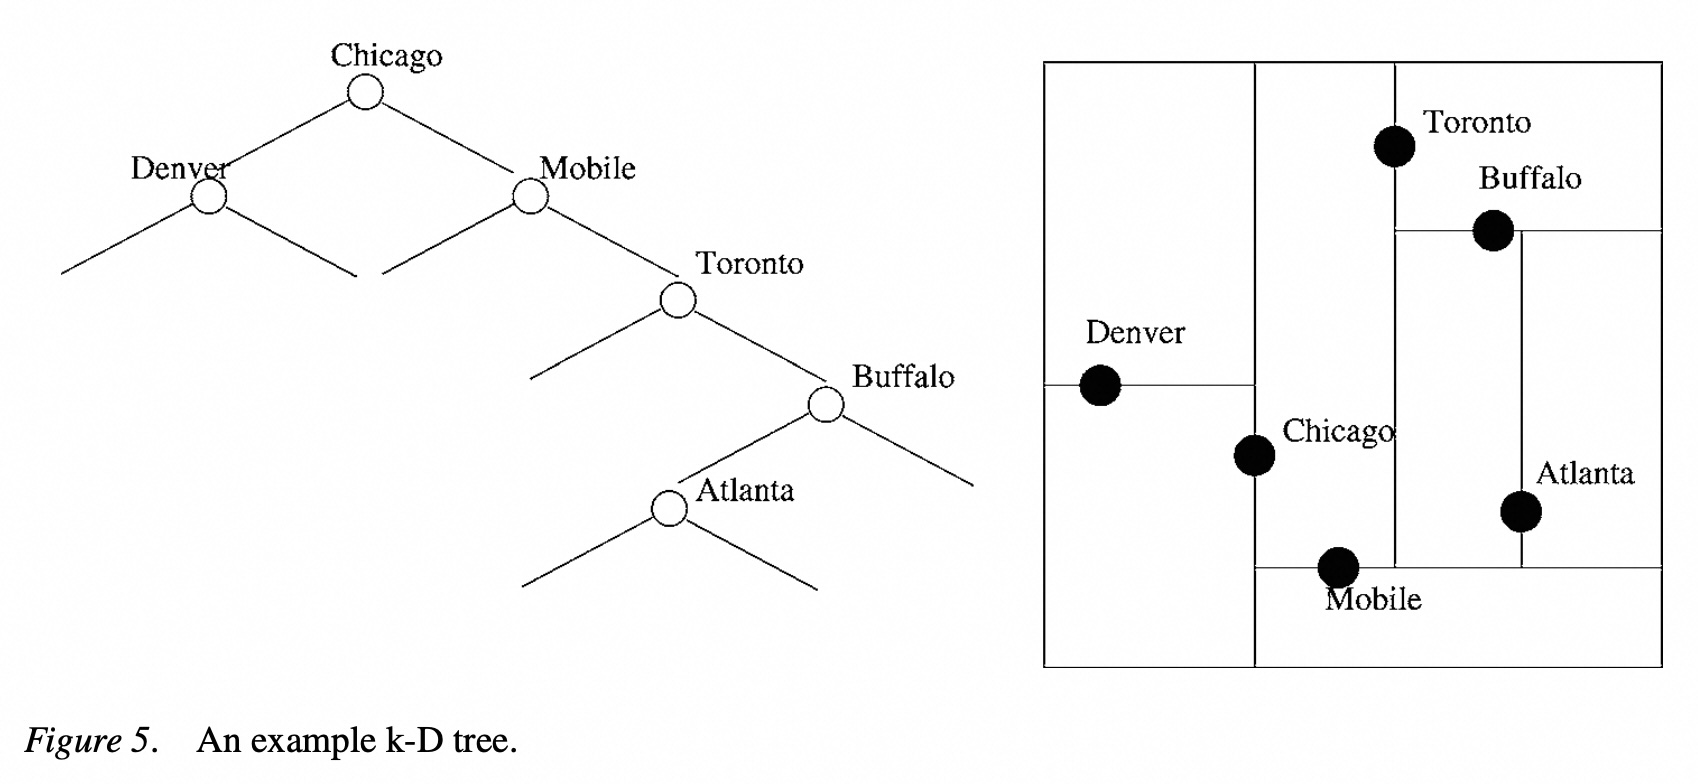 Chicago
Denver
Mobile
Toronto
Buffalo
Atlanta
Toronto
Buffalo
Denver
Chicago
Atlanta
Mobile
Figure 5. An example k-D tree.